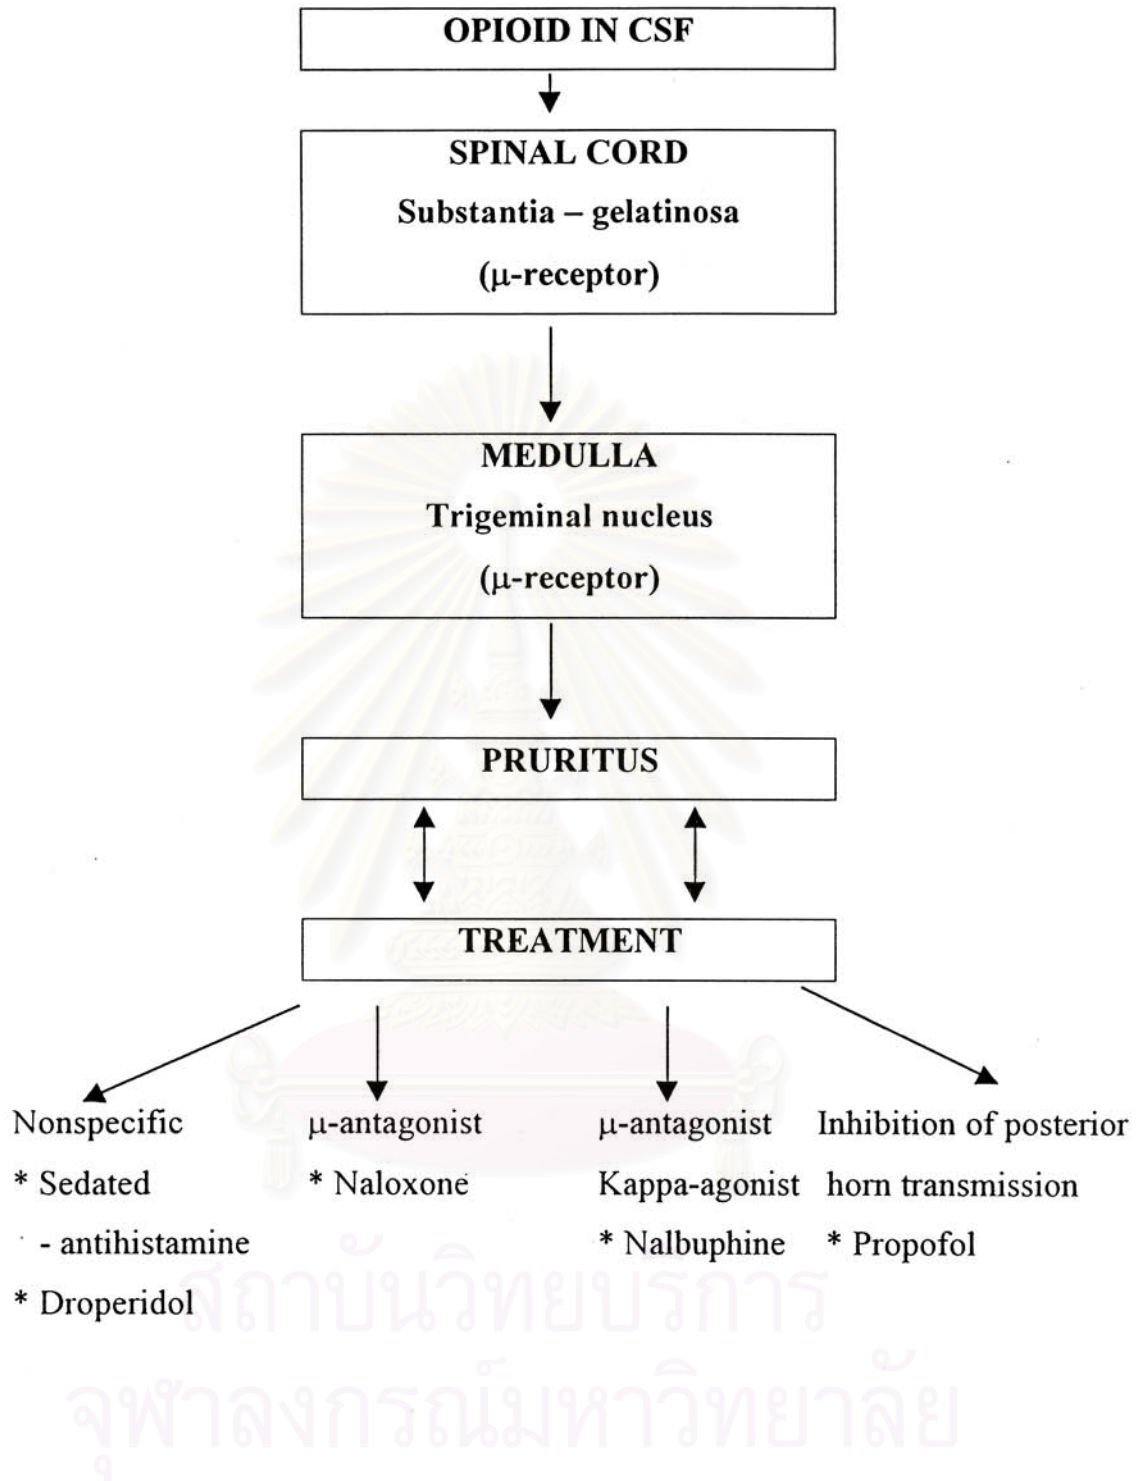 OPIOID IN CSF
SPINAL CORD
Substantia – gelatinosa
(μ-receptor)
MEDULLA
Trigeminal nucleus
(μ-receptor)
PRURITUS
TREATMENT
Nonspecific
* Sedated
- antihistamine
* Droperidol
μ-antagonist
* Naloxone
μ-antagonist
Kappa-agonist
* Nalbuphine
Inhibition of posterior
horn transmission
* Propofol
สถาบันวิทยบริการ
จุฬาลงกรณ์มหาวิทยาลัย